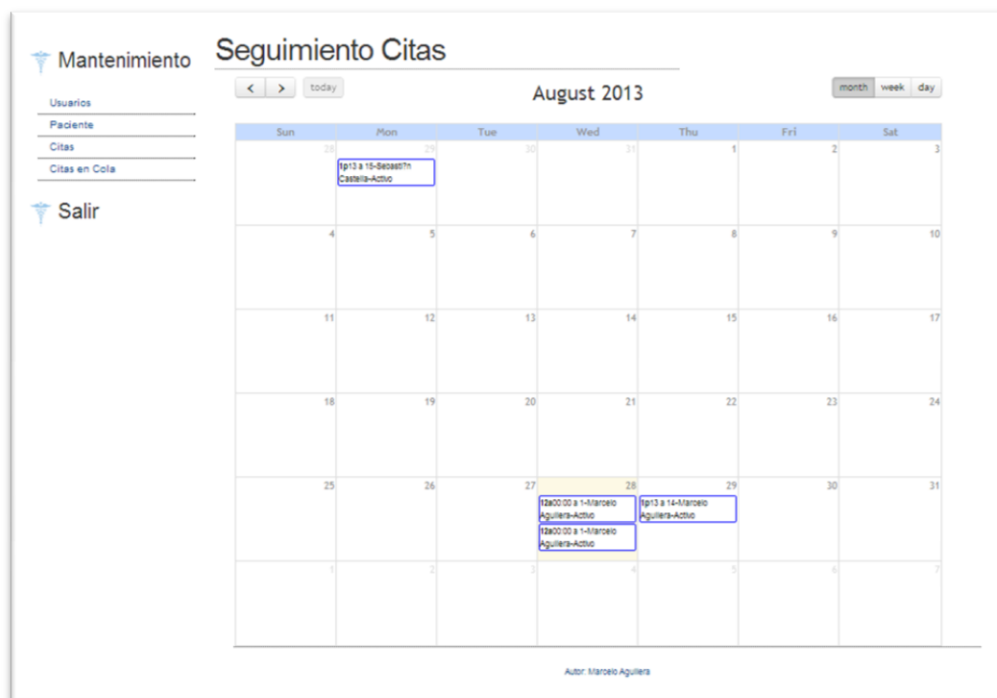 Mantenimiento
Usuarios
Paciente
Citas
Citas en Cola
Salir
Seguimiento Citas
< > today
August 2013
month week day
Sun Mon Tue Wed Thu Fri Sat
28 29 30 31 1 2 3
1p13 a 15-Sebasti?n
Castella-Activo
4 5 6 7 8 9 10
11 12 13 14 15 16 17
18 19 20 21 22 23 24
25 26 27 28 29 30 31
12a00:00 a 1-Marcelo
Aguilera-Activo
12a00:00 a 1-Marcelo
Aguilera-Activo
1p13 a 14-Marcelo
Aguilera-Activo
1 2 3 4 5 6 7
Autor: Marcelo Aguilera